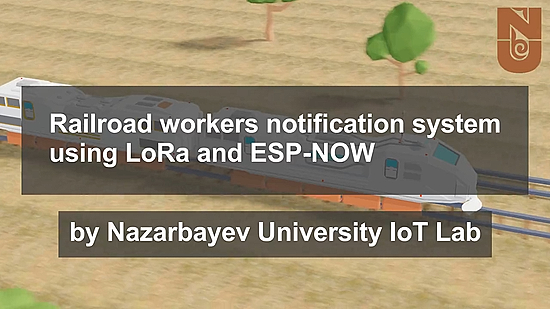 Railroad workers notification system
using LoRa and ESP-NOW
by Nazarbayev University IoT Lab